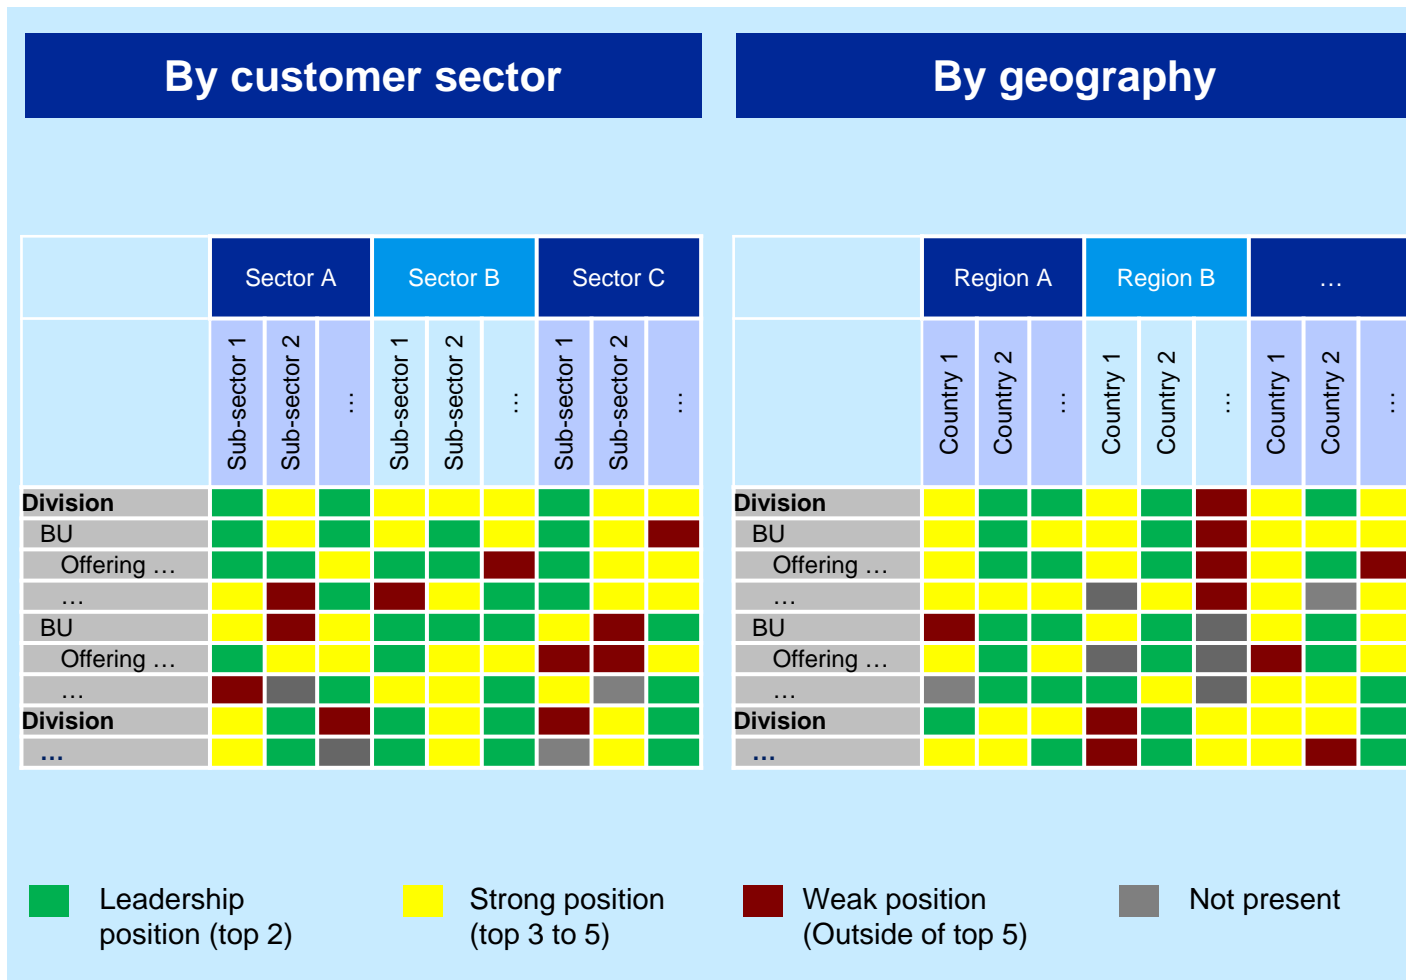 By customer sector
By geography
Sector A
Sector B
Sector C
Sub-sector 1
Sub-sector 2
…
Sub-sector 1
Sub-sector 2
…
Sub-sector 1
Sub-sector 2
…
Division
BU
Offering …
…
BU
Offering …
…
Division
…
Region A
Region B
…
Country 1
Country 2
…
Country 1
Country 2
…
Country 1
Country 2
…
Division
BU
Offering …
…
BU
Offering …
…
Division
…
Leadership
position (top 2)
Strong position
(top 3 to 5)
Weak position
(Outside of top 5)
Not present